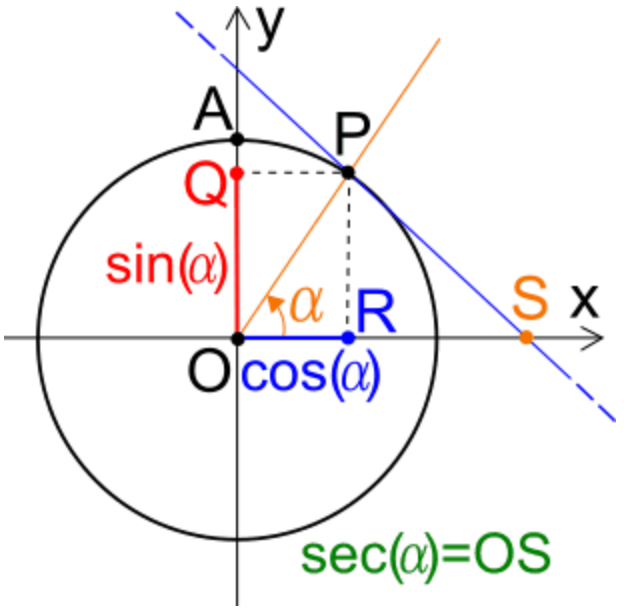 y
A
P
Q
sin(α)
α
R
S
x
O
cos(α)
sec(α)=OS